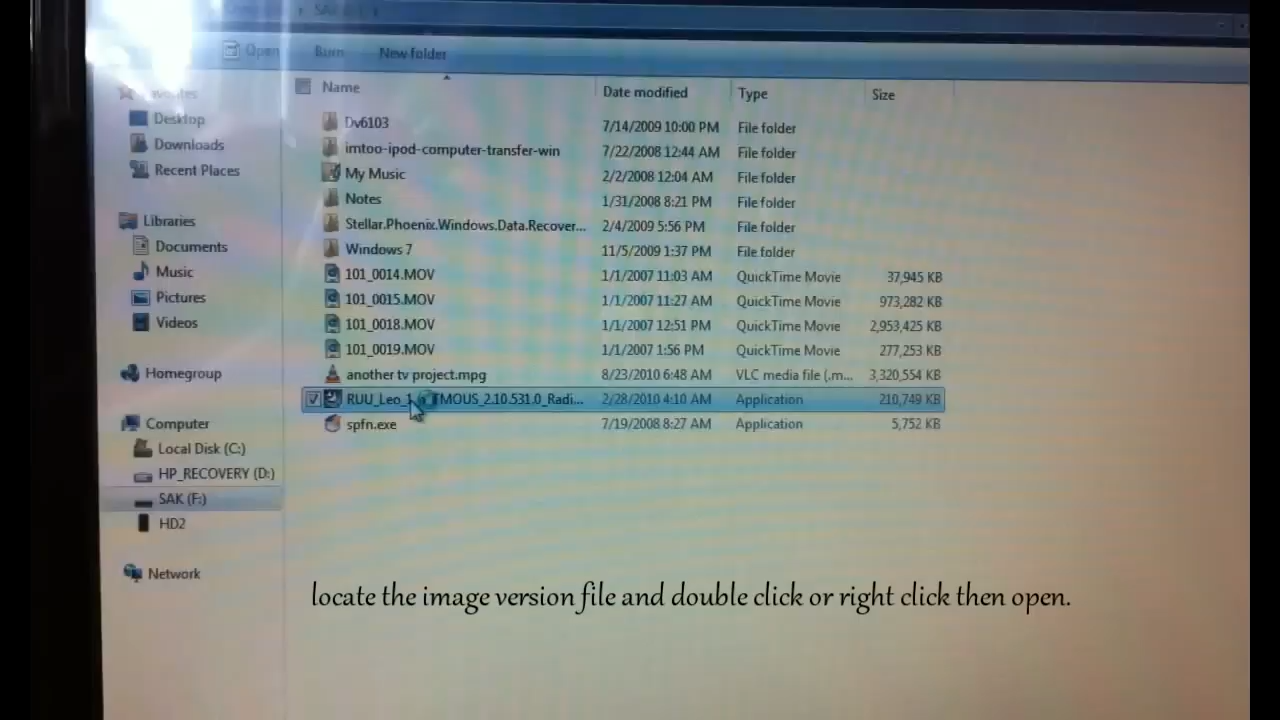 Open Burn New folder
Name Date modified Type Size
Desktop
Downloads
Recent Places
Libraries
Documents
Music
Pictures
Videos
Homegroup
Computer
Local Disk (C:)
HP_RECOVERY (D:)
SAK (F:)
HD2
Network
Dv6103 7/14/2009 10:00 PM File folder
imtoo-ipod-computer-transfer-win 7/22/2008 12:44 AM File folder
My Music 2/2/2008 12:04 AM File folder
Notes 1/31/2008 8:21 PM File folder
Stellar.Phoenix.Windows.Data.Recover... 2/4/2009 5:56 PM File folder
Windows 7 11/5/2009 1:37 PM File folder
101_0014.MOV 1/1/2007 11:03 AM QuickTime Movie 37,945 KB
101_0015.MOV 1/1/2007 11:27 AM QuickTime Movie 973,282 KB
101_0018.MOV 1/1/2007 12:51 PM QuickTime Movie 2,953,425 KB
101_0019.MOV 1/1/2007 1:56 PM QuickTime Movie 277,253 KB
another tv project.mpg 8/23/2010 6:48 AM VLC media file (.m... 3,320,554 KB
RUU_Leo_1 MOUS_2.10.531.0_Radi... 2/28/2010 4:10 AM Application 210,749 KB
spfn.exe 7/19/2008 8:27 AM Application 5,752 KB
locate the image version file and double click or right click then open.